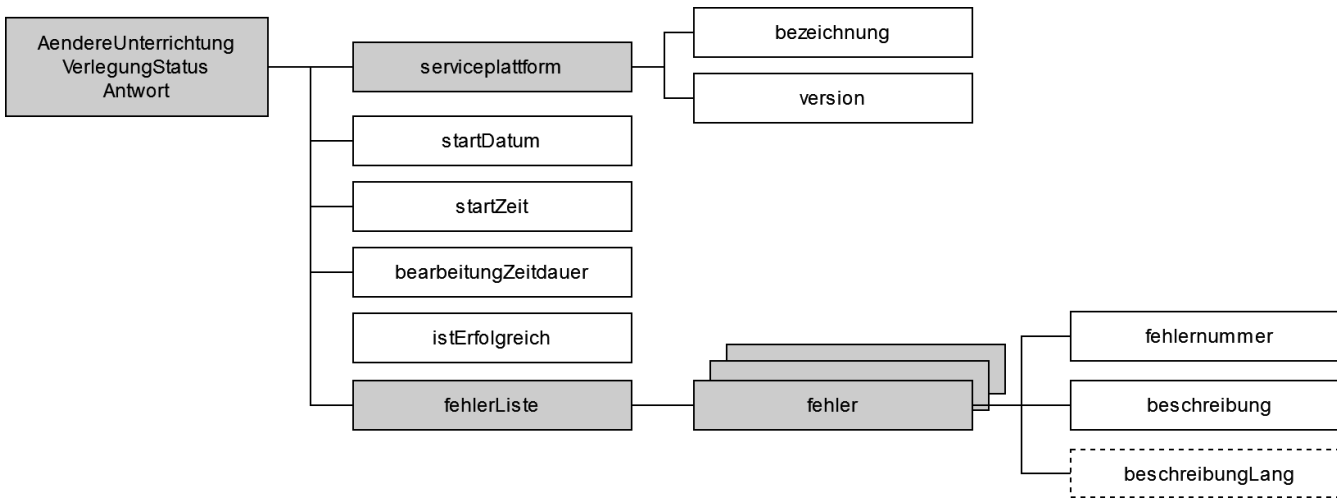 AendereUnterrichtung
VerlegungStatus
Antwort
serviceplattform
bezeichnung
version
startDatum
startZeit
bearbeitungZeitdauer
istErfolgreich
fehlerListe
fehler
fehlernummer
beschreibung
beschreibungLang